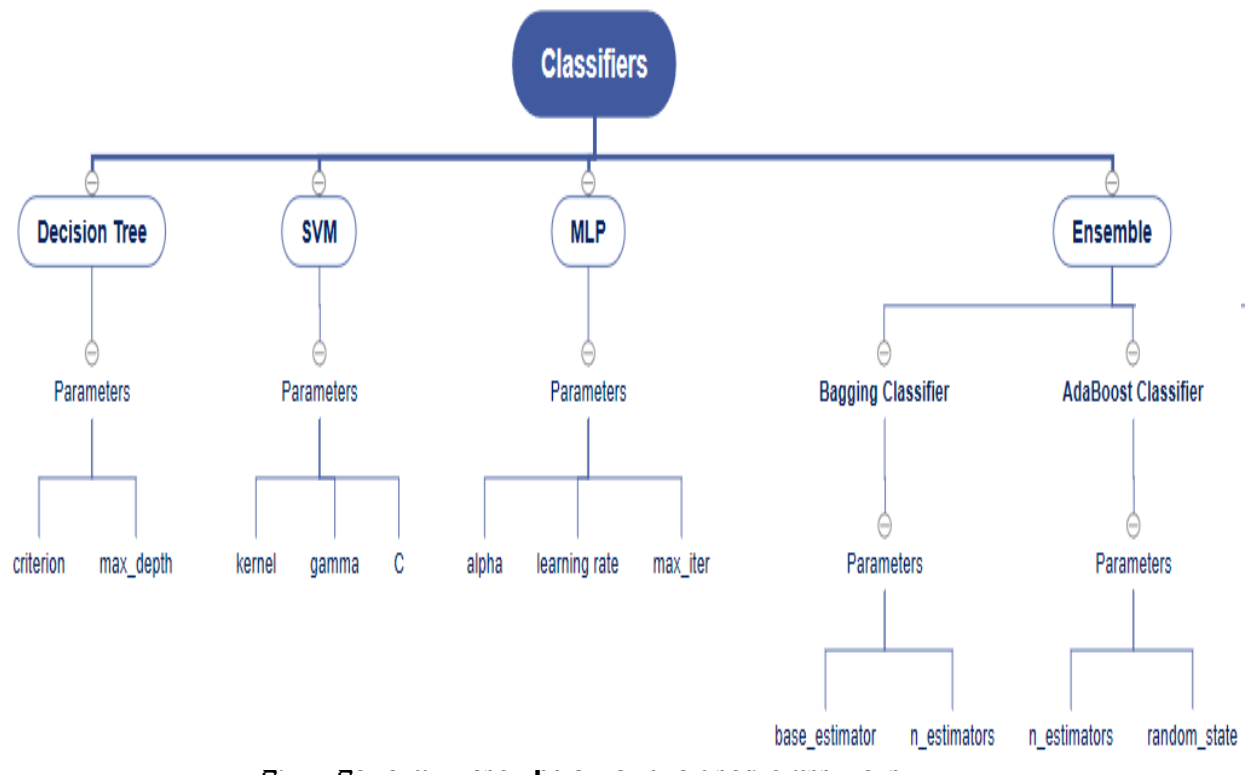 Classifiers
Decision Tree
SVM
MLP
Ensemble
Parameters
Parameters
Parameters
Bagging Classifier
AdaBoost Classifier
criterion
max_depth
kernel
gamma
C
alpha
learning rate
max_iter
Parameters
Parameters
base_estimator
n_estimators
n_estimators
random_state